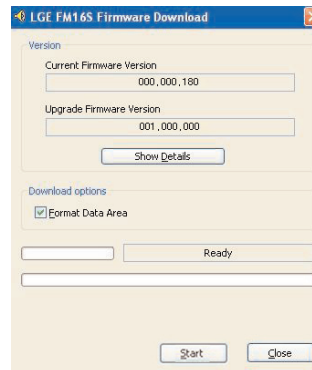 LGE FM16S Firmware Download
Version
Current Firmware Version
000,000,180
Upgrade Firmware Version
001,000,000
Show Details
Download options
Format Data Area
Ready
Start
Close